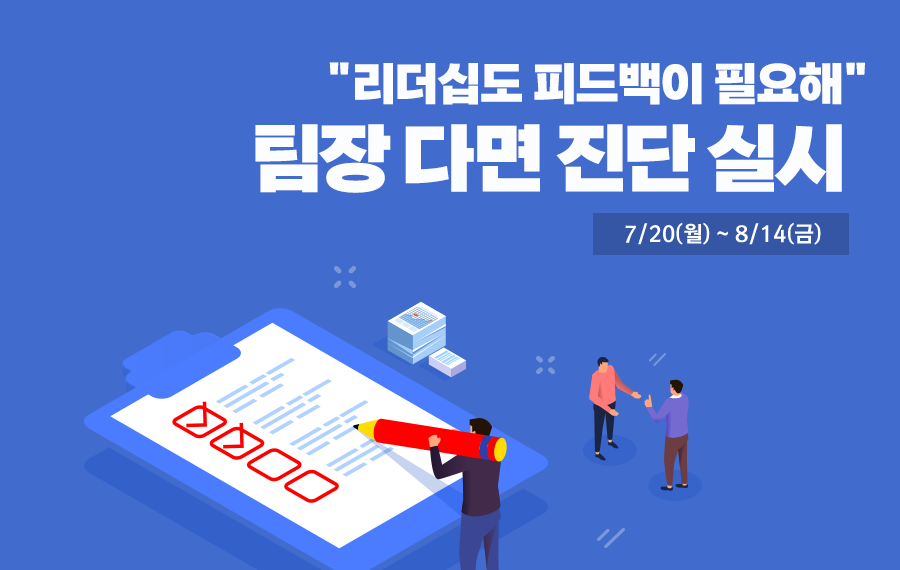 "리더십도 피드백이 필요해"
팀장 다면 진단 실시
7/20(월) ~ 8/14(금)